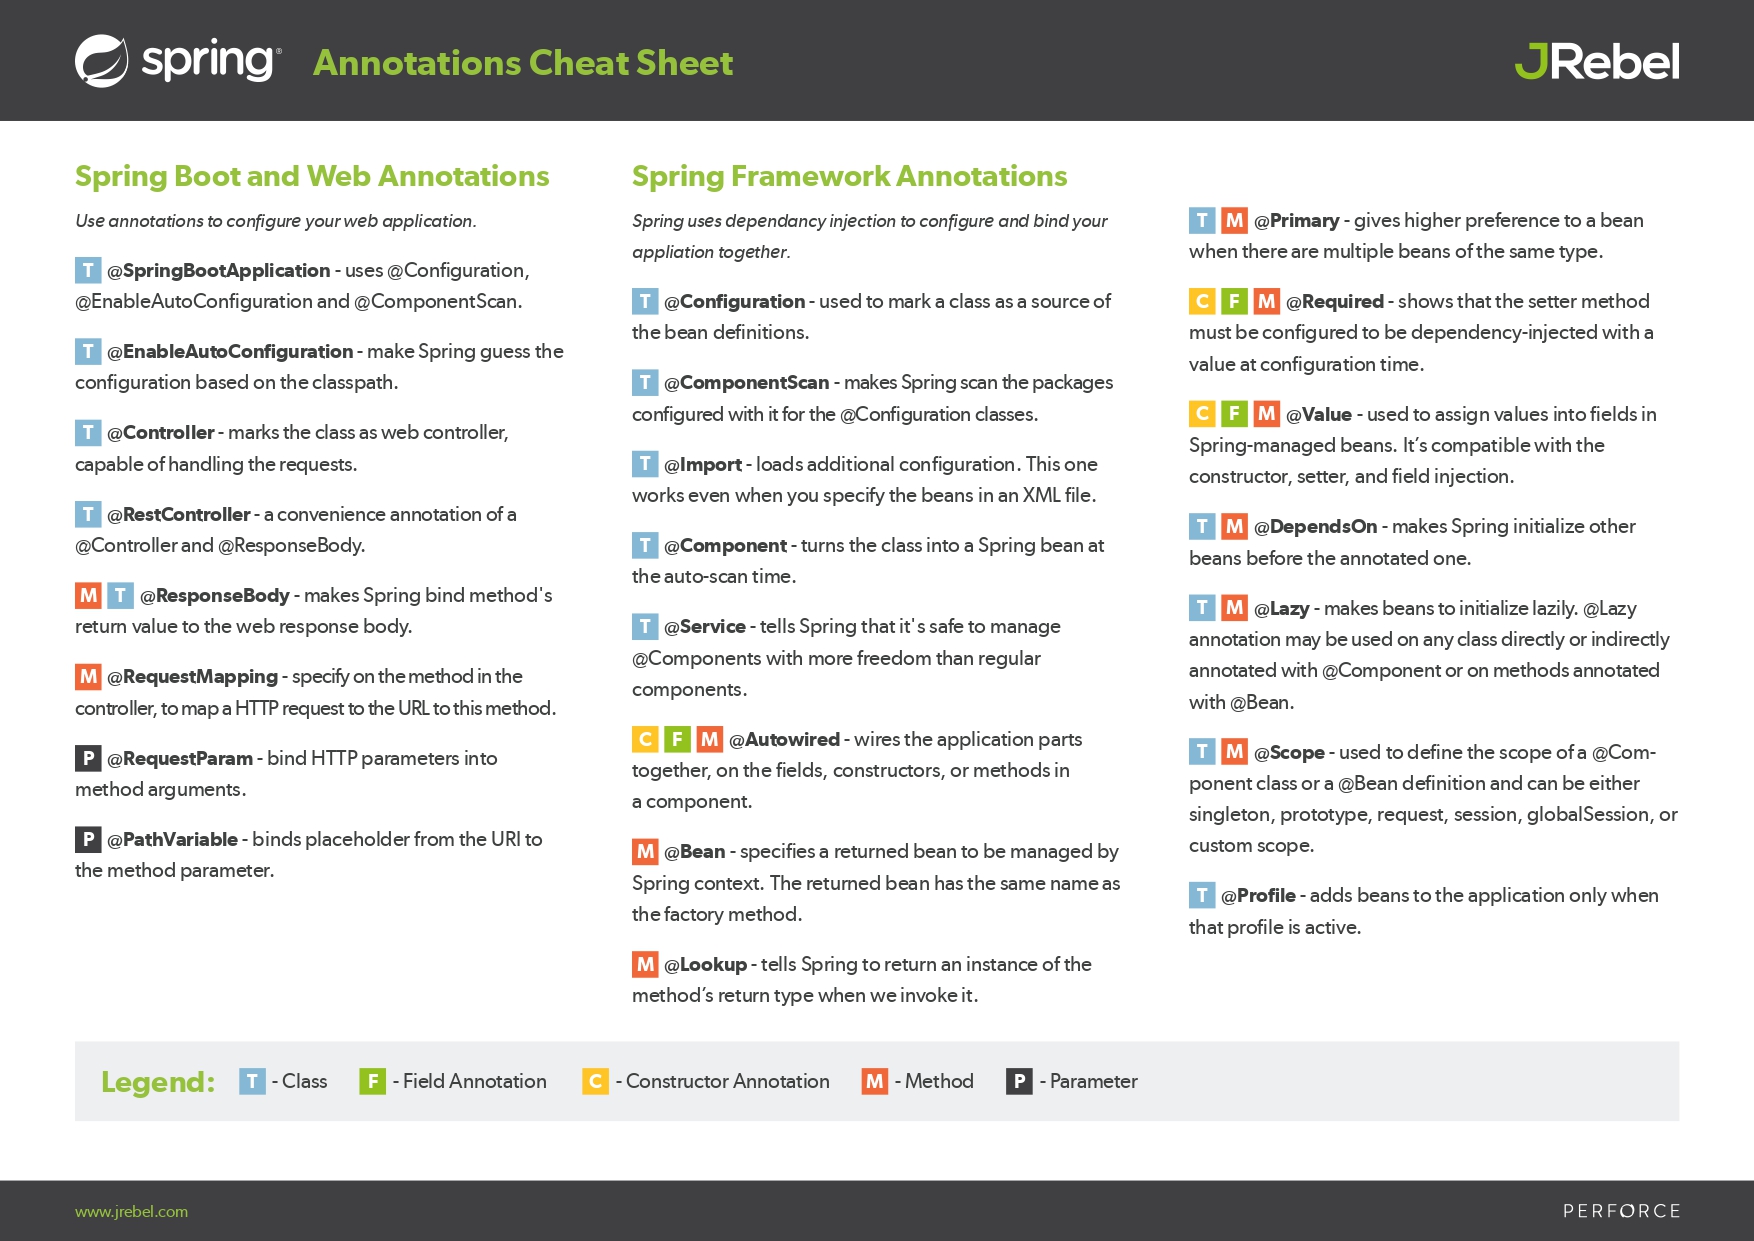 spring® Annotations Cheat Sheet
JRebel
Spring Boot and Web Annotations
Use annotations to configure your web application.
T @SpringBootApplication - uses @Configuration,
@EnableAutoConfiguration and @ComponentScan.
T @EnableAutoConfiguration - make Spring guess the
configuration based on the classpath.
T @Controller - marks the class as web controller,
capable of handling the requests.
T @RestController - a convenience annotation of a
@Controller and @ResponseBody.
M T @ResponseBody - makes Spring bind method's
return value to the web response body.
M @RequestMapping - specify on the method in the
controller, to map a HTTP request to the URL to this method.
P @RequestParam - bind HTTP parameters into
method arguments.
P @PathVariable - binds placeholder from the URI to
the method parameter.
Spring Framework Annotations
Spring uses dependancy injection to configure and bind your
appliation together.
T @Configuration - used to mark a class as a source of
the bean definitions.
T @ComponentScan - makes Spring scan the packages
configured with it for the @Configuration classes.
T @Import - loads additional configuration. This one
works even when you specify the beans in an XML file.
T @Component - turns the class into a Spring bean at
the auto-scan time.
T @Service - tells Spring that it's safe to manage
@Components with more freedom than regular
components.
C F M @Autowired - wires the application parts
together, on the fields, constructors, or methods in
a component.
M @Bean - specifies a returned bean to be managed by
Spring context. The returned bean has the same name as
the factory method.
M @Lookup - tells Spring to return an instance of the
method’s return type when we invoke it.
T M @Primary - gives higher preference to a bean
when there are multiple beans of the same type.
C F M @Required - shows that the setter method
must be configured to be dependency-injected with a
value at configuration time.
C F M @Value - used to assign values into fields in
Spring-managed beans. It’s compatible with the
constructor, setter, and field injection.
T M @DependsOn - makes Spring initialize other
beans before the annotated one.
T M @Lazy - makes beans to initialize lazily. @Lazy
annotation may be used on any class directly or indirectly
annotated with @Component or on methods annotated
with @Bean.
T M @Scope - used to define the scope of a @Com-
ponent class or a @Bean definition and can be either
singleton, prototype, request, session, globalSession, or
custom scope.
T @Profile - adds beans to the application only when
that profile is active.
Legend: T - Class F - Field Annotation C - Constructor Annotation M - Method P - Parameter
www.jrebel.com
PERFORCE